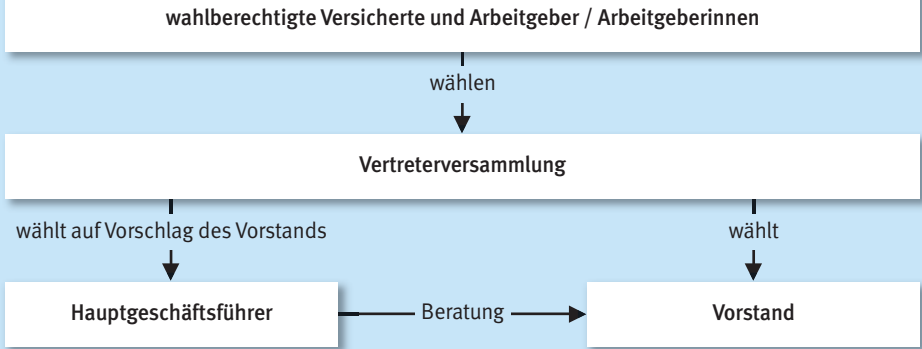 wahlberechtigte Versicherte und Arbeitgeber / Arbeitgeberinnen
wählen
Vertreterversammlung
wählt auf Vorschlag des Vorstands
wählt
Hauptgeschäftsführer
Beratung
Vorstand